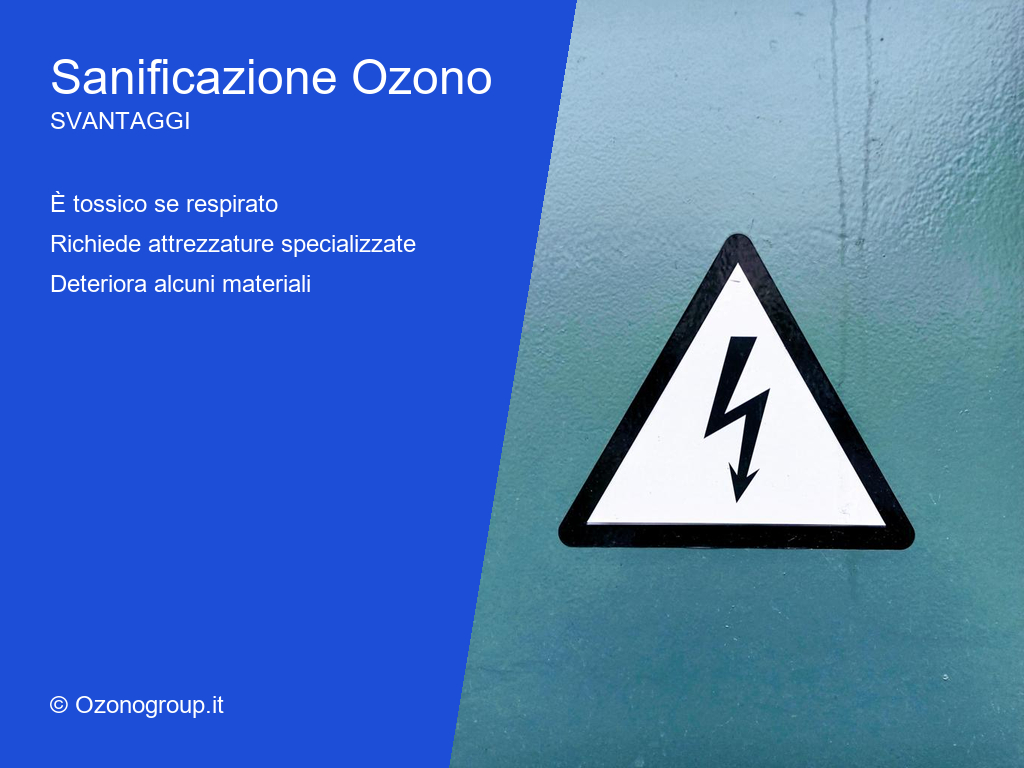 Sanificazione Ozono
SVANTAGGI
È tossico se respirato
Richiede attrezzature specializzate
Deteriora alcuni materiali
© Ozonogroup.it